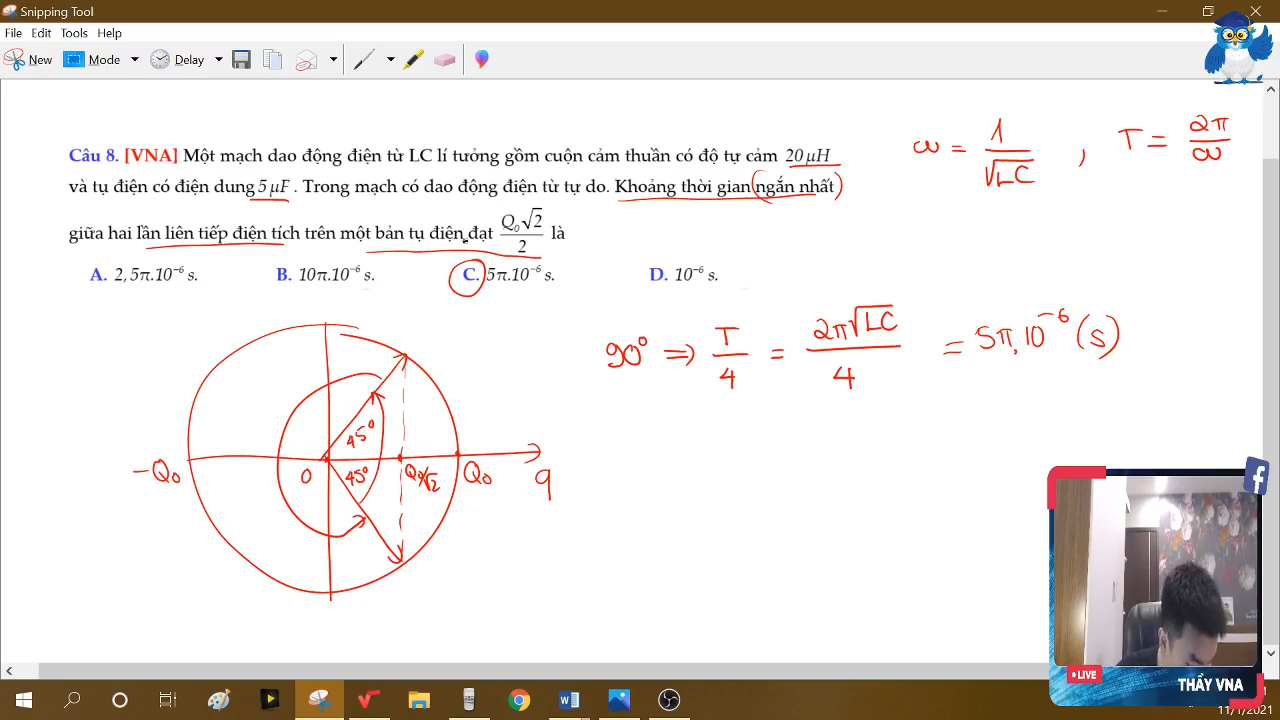 Snipping Tool
File Edit Tools Help
New Mode Delay
Câu 8. [VNA] Một mạch dao động điện từ LC lí tưởng gồm cuộn cảm thuần có độ tự cảm 20 μH
và tụ điện có điện dung 5 μF. Trong mạch có dao động điện từ tự do. Khoảng thời gian ngắn nhất
giữa hai lần liên tiếp điện tích trên một bản tụ điện đạt Q₀√2/2 là
A. 2,5π.10⁻⁶ s. B. 10π.10⁻⁶ s. C. 5π.10⁻⁶ s. D. 10⁻⁶ s.
ω = 1/√LC , T = 2π/ω
90° ⇒ T/4 = 2π√LC/4 = 5π.10⁻⁶ (s)
45°
-Q₀ O 45° Q₀/√2 Q₀ q
LIVE
THẦY VNA
11/1/2021